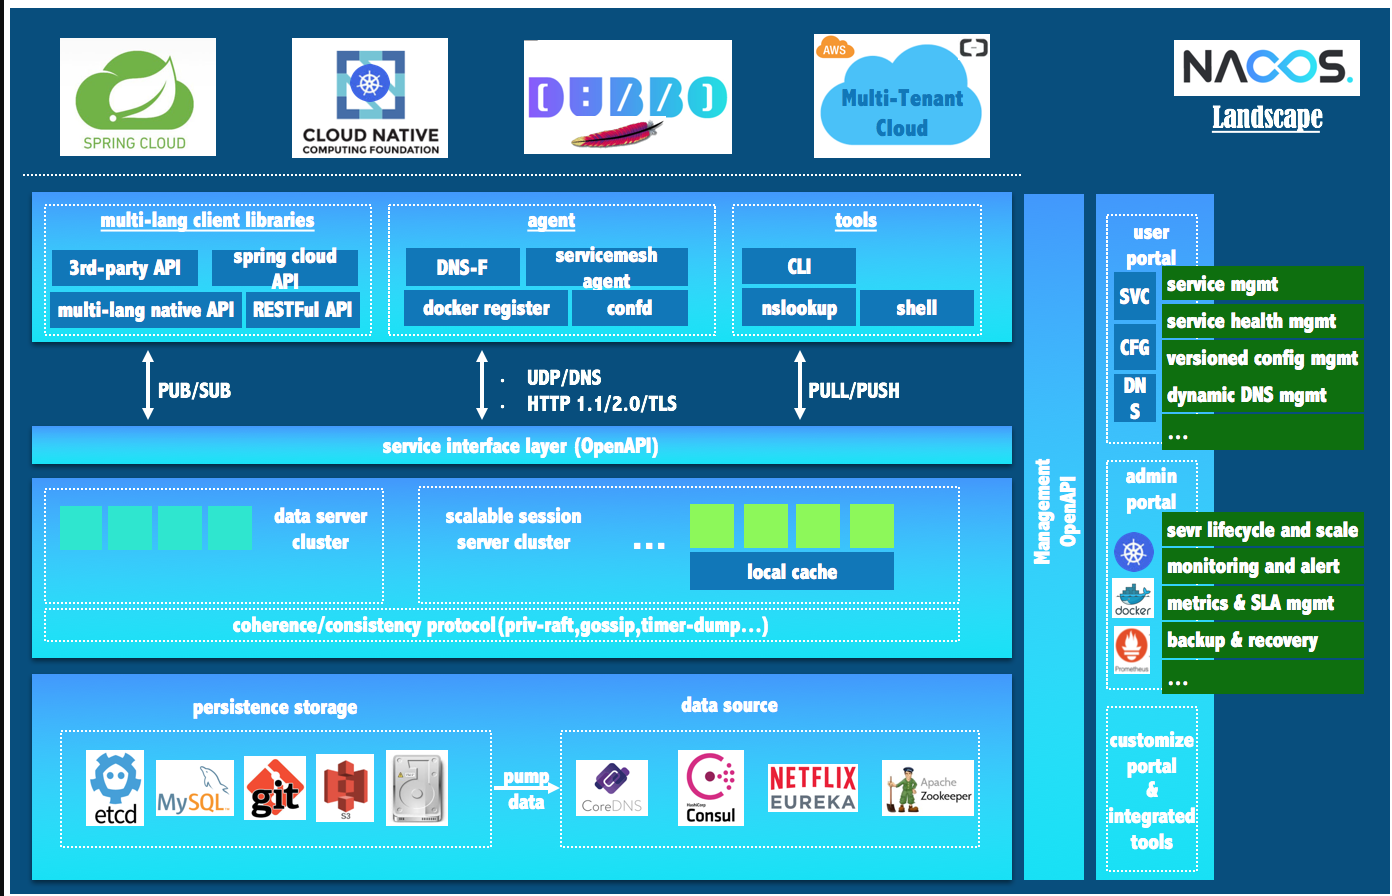 SPRING CLOUD
CLOUD NATIVE
COMPUTING FOUNDATION
DUBBO
AWS
Multi-Tenant
Cloud
NACOS.
Landscape
multi-lang client libraries
3rd-party API
spring cloud
API
multi-lang native API
RESTFul API
agent
DNS-F
servicemesh
agent
docker register
confd
tools
CLI
nslookup
shell
PUB/SUB
· UDP/DNS
· HTTP 1.1/2.0/TLS
PULL/PUSH
service interface layer (OpenAPI)
data server
cluster
scalable session
server cluster
...
local cache
coherence/consistency protocol(priv-raft,gossip,timer-dump...)
persistence storage
etcd
MySQL™
git
S3
pump
data
data source
CoreDNS
HashiCorp
Consul
NETFLIX
EUREKA
Apache
Zookeeper
Management
OpenAPI
user
portal
SVC
CFG
DN
S
service mgmt
service health mgmt
versioned config mgmt
dynamic DNS mgmt
...
admin
portal
docker
Prometheus
sevr lifecycle and scale
monitoring and alert
metrics & SLA mgmt
backup & recovery
...
customize
portal
&
integrated
tools